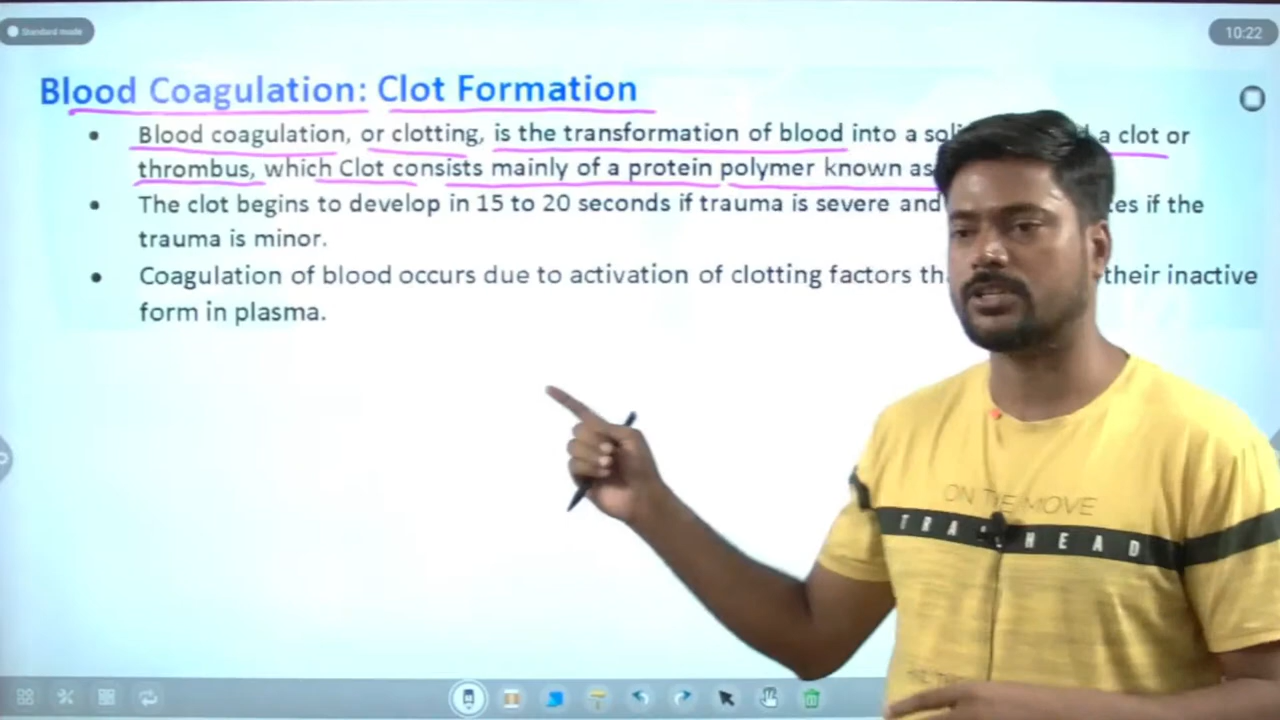 Standard mode
10:22
Blood Coagulation: Clot Formation
• Blood coagulation, or clotting, is the transformation of blood into a a clot or
thrombus, which Clot consists mainly of a protein polymer known as
• The clot begins to develop in 15 to 20 seconds if trauma is severe and if the
trauma is minor.
• Coagulation of blood occurs due to activation of clotting factors their inactive
form in plasma.
ON THE MOVE
HEAD